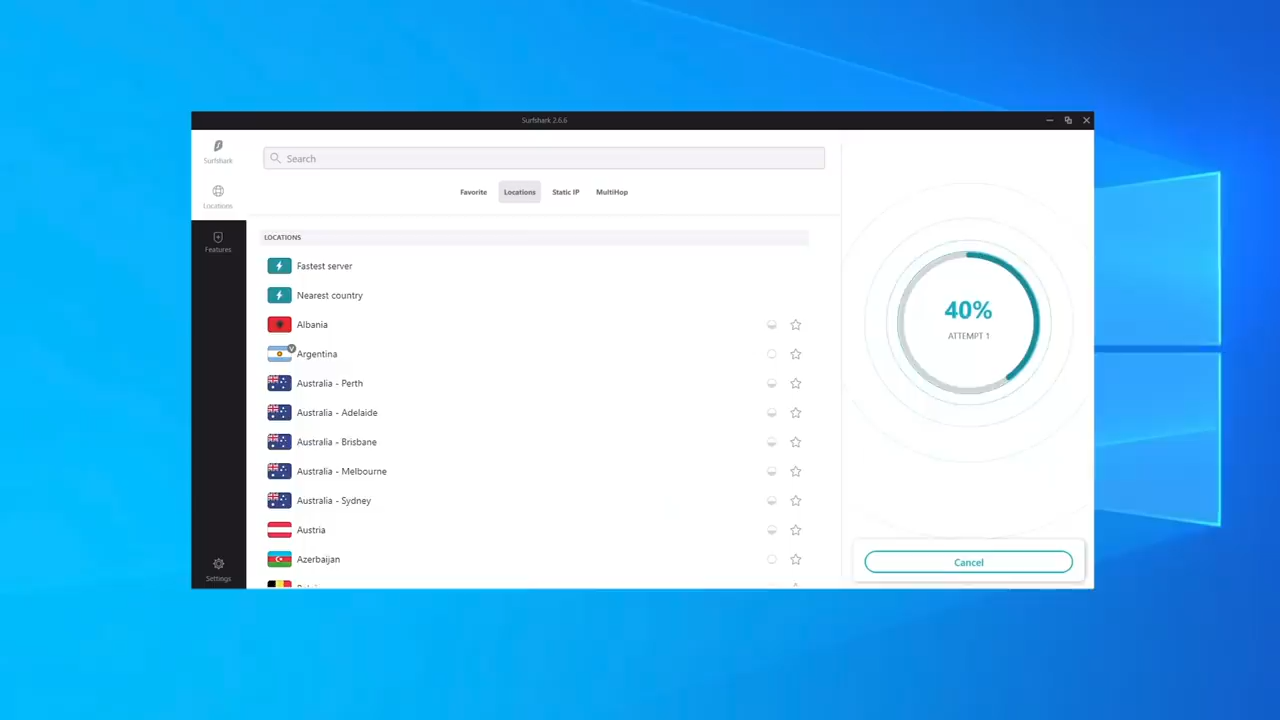 Surfshark 2.6.6
Surfshark
Search
Locations
Favorite Locations Static IP MultiHop
Features
LOCATIONS
Fastest server
Nearest country
Albania
V
Argentina
Australia - Perth
Australia - Adelaide
Australia - Brisbane
Australia - Melbourne
Australia - Sydney
Austria
Azerbaijan
Settings
40%
ATTEMPT 1
Cancel